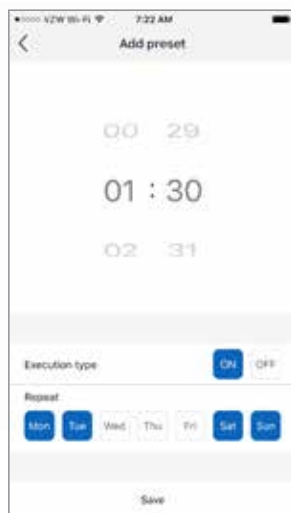 VZW Wi-Fi 7:22 AM
Add preset
00 29
01 : 30
02 31
Execution type ON OFF
Repeat
Mon Tue Wed Thu Fri Sat Sun
Save